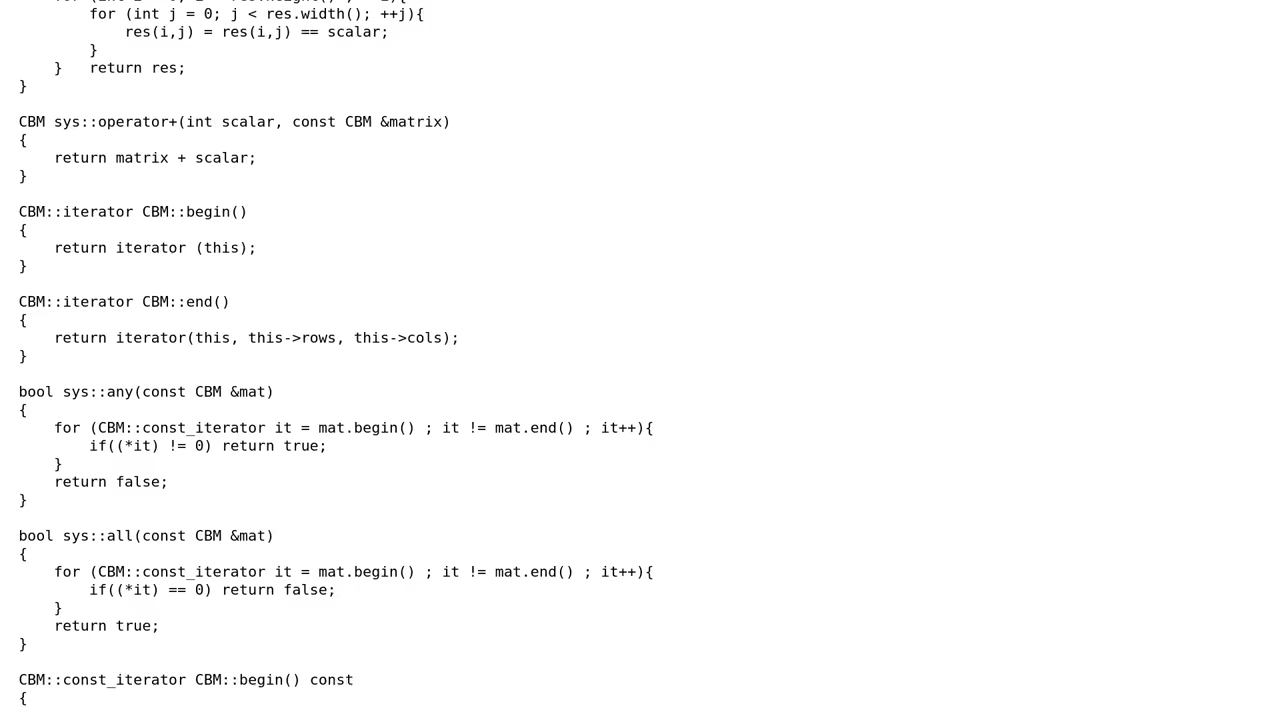 for (int j = 0; j < res.width(); ++j){
res(i,j) = res(i,j) == scalar;
}
}   return res;
}
CBM sys::operator+(int scalar, const CBM &matrix)
{
return matrix + scalar;
}
CBM::iterator CBM::begin()
{
return iterator (this);
}
CBM::iterator CBM::end()
{
return iterator(this, this->rows, this->cols);
}
bool sys::any(const CBM &mat)
{
for (CBM::const_iterator it = mat.begin() ; it != mat.end() ; it++){
if((*it) != 0) return true;
}
return false;
}
bool sys::all(const CBM &mat)
{
for (CBM::const_iterator it = mat.begin() ; it != mat.end() ; it++){
if((*it) == 0) return false;
}
return true;
}
CBM::const_iterator CBM::begin() const
{